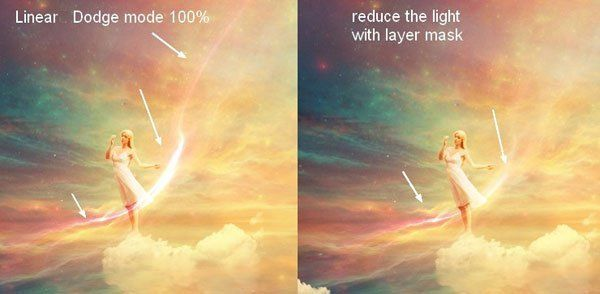 Linear . Dodge mode 100%
reduce the light
with layer mask